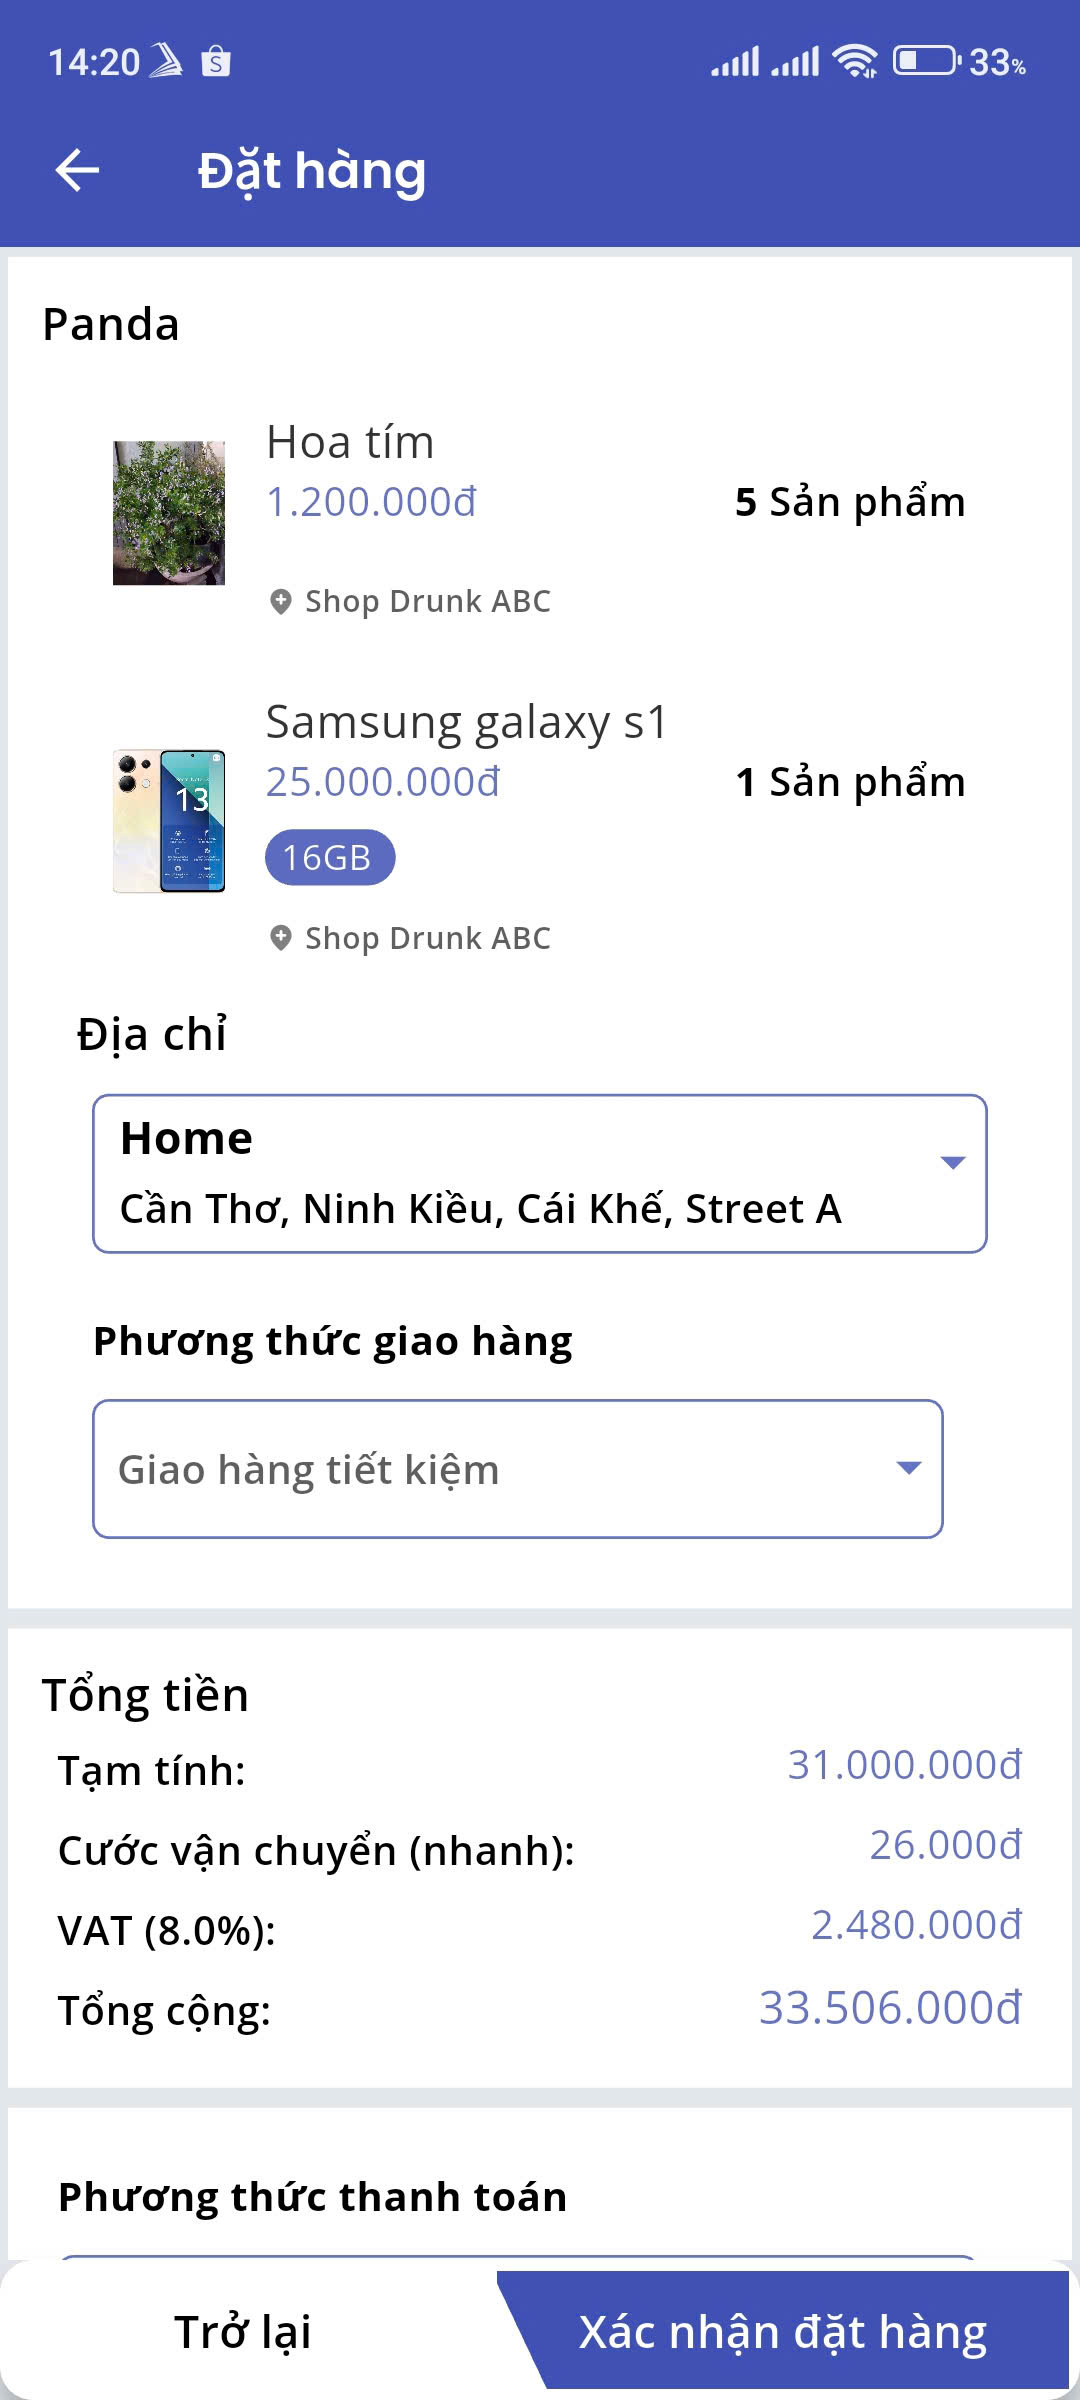 14:20 33%
Đặt hàng
Panda
Hoa tím
1.200.000đ 5 Sản phẩm
Shop Drunk ABC
Samsung galaxy s1
13
25.000.000đ 1 Sản phẩm
16GB
Shop Drunk ABC
Địa chỉ
Home
Cần Thơ, Ninh Kiều, Cái Khế, Street A
Phương thức giao hàng
Giao hàng tiết kiệm
Tổng tiền
Tạm tính: 31.000.000đ
Cước vận chuyển (nhanh): 26.000đ
VAT (8.0%): 2.480.000đ
Tổng cộng: 33.506.000đ
Phương thức thanh toán
Trở lại Xác nhận đặt hàng